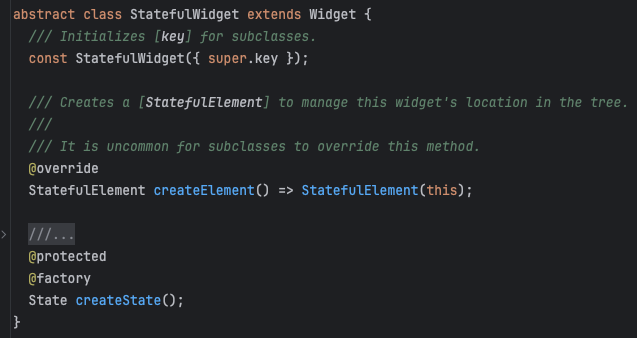 abstract class StatefulWidget extends Widget {
/// Initializes [key] for subclasses.
const StatefulWidget({ super.key });
/// Creates a [StatefulElement] to manage this widget's location in the tree.
///
/// It is uncommon for subclasses to override this method.
@override
StatefulElement createElement() => StatefulElement(this);
///...
@protected
@factory
State createState();
}